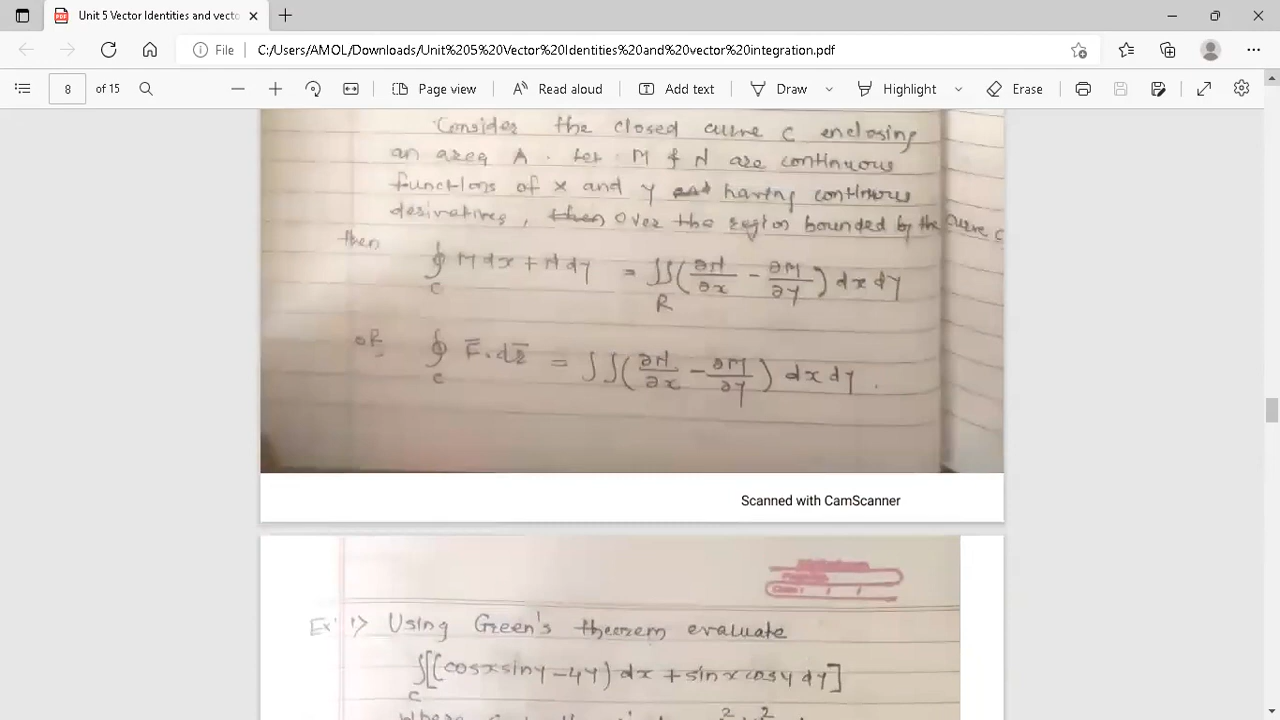 Unit 5 Vector Identities and vecto
File C:/Users/AMOL/Downloads/Unit%205%20Vector%20Identities%20and%20vector%20integration.pdf
8 of 15 Page view Read aloud Add text Draw Highlight Erase
Consider the closed curve C enclosing
an area A. Let M & N are continuous
functions of x and y having continuous
derivatives, over the region bounded by the curve C
then
∮_C M dx + N dy = ∬_R (∂N/∂x - ∂M/∂y) dx dy
OR ∮_C F̄.dr̄ = ∬ (∂N/∂x - ∂M/∂y) dx dy.
Scanned with CamScanner
Ex: 1) Using Green's theorem evaluate
∫_C [(cosx siny - 4y) dx + sinx cosy dy]